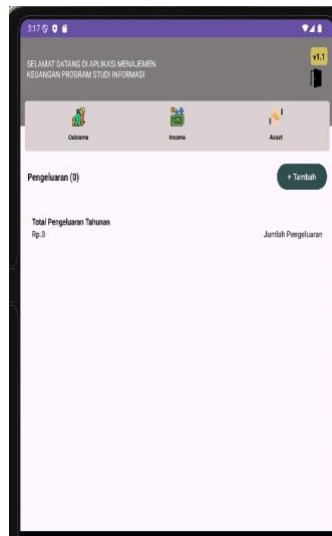 3:17
v1.1
SELAMAT DATANG DI APLIKASI MENAJEMEN
KEUANGAN PROGRAM STUDI INFORMASI
Outcome Income Asset
Pengeluaran (0) + Tambah
Total Pengeluaran Tahunan
Rp.0 Jumlah Pengeluaran